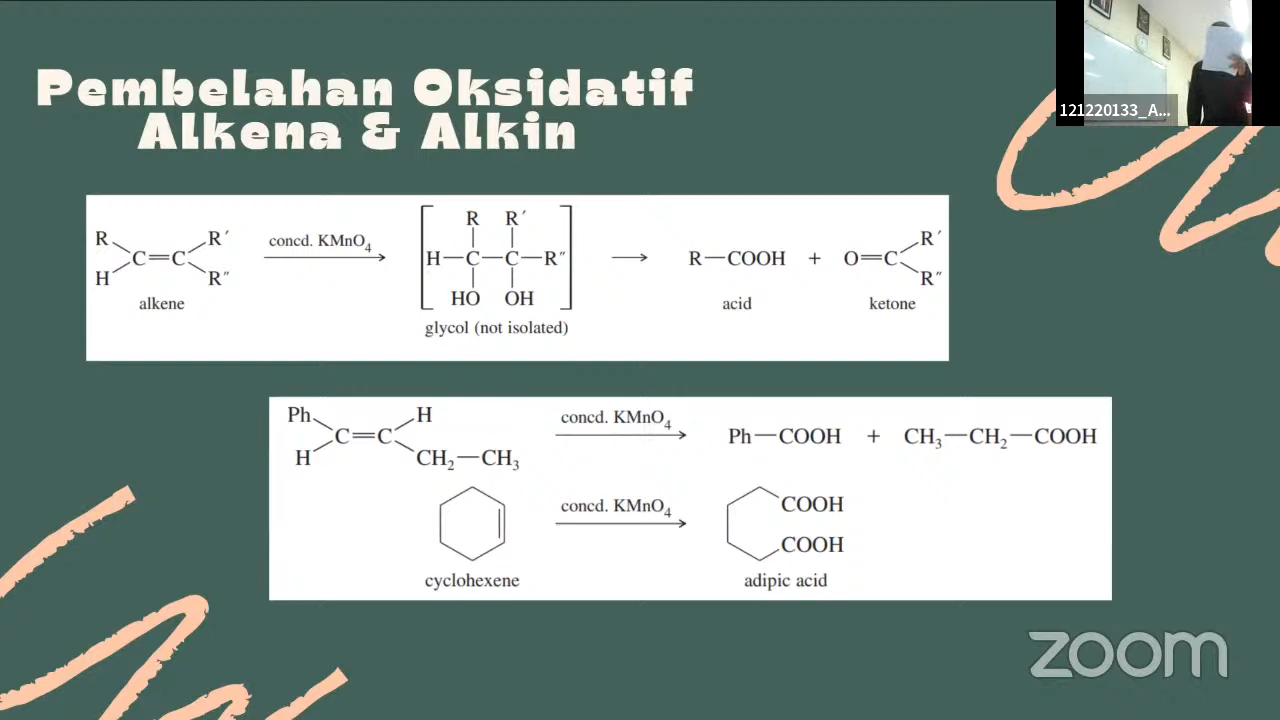 Pembelahan Oksidatif
Alkena & Alkin
121220133_A...
R R′ C=C H R″
alkene
concd. KMnO₄
R R′
H—C—C—R″
HO OH
glycol (not isolated)
R—COOH + O=C R′ R″
acid
ketone
Ph H C=C H CH₂—CH₃
concd. KMnO₄
Ph—COOH + CH₃—CH₂—COOH
cyclohexene
concd. KMnO₄
COOH
COOH
adipic acid
zoom